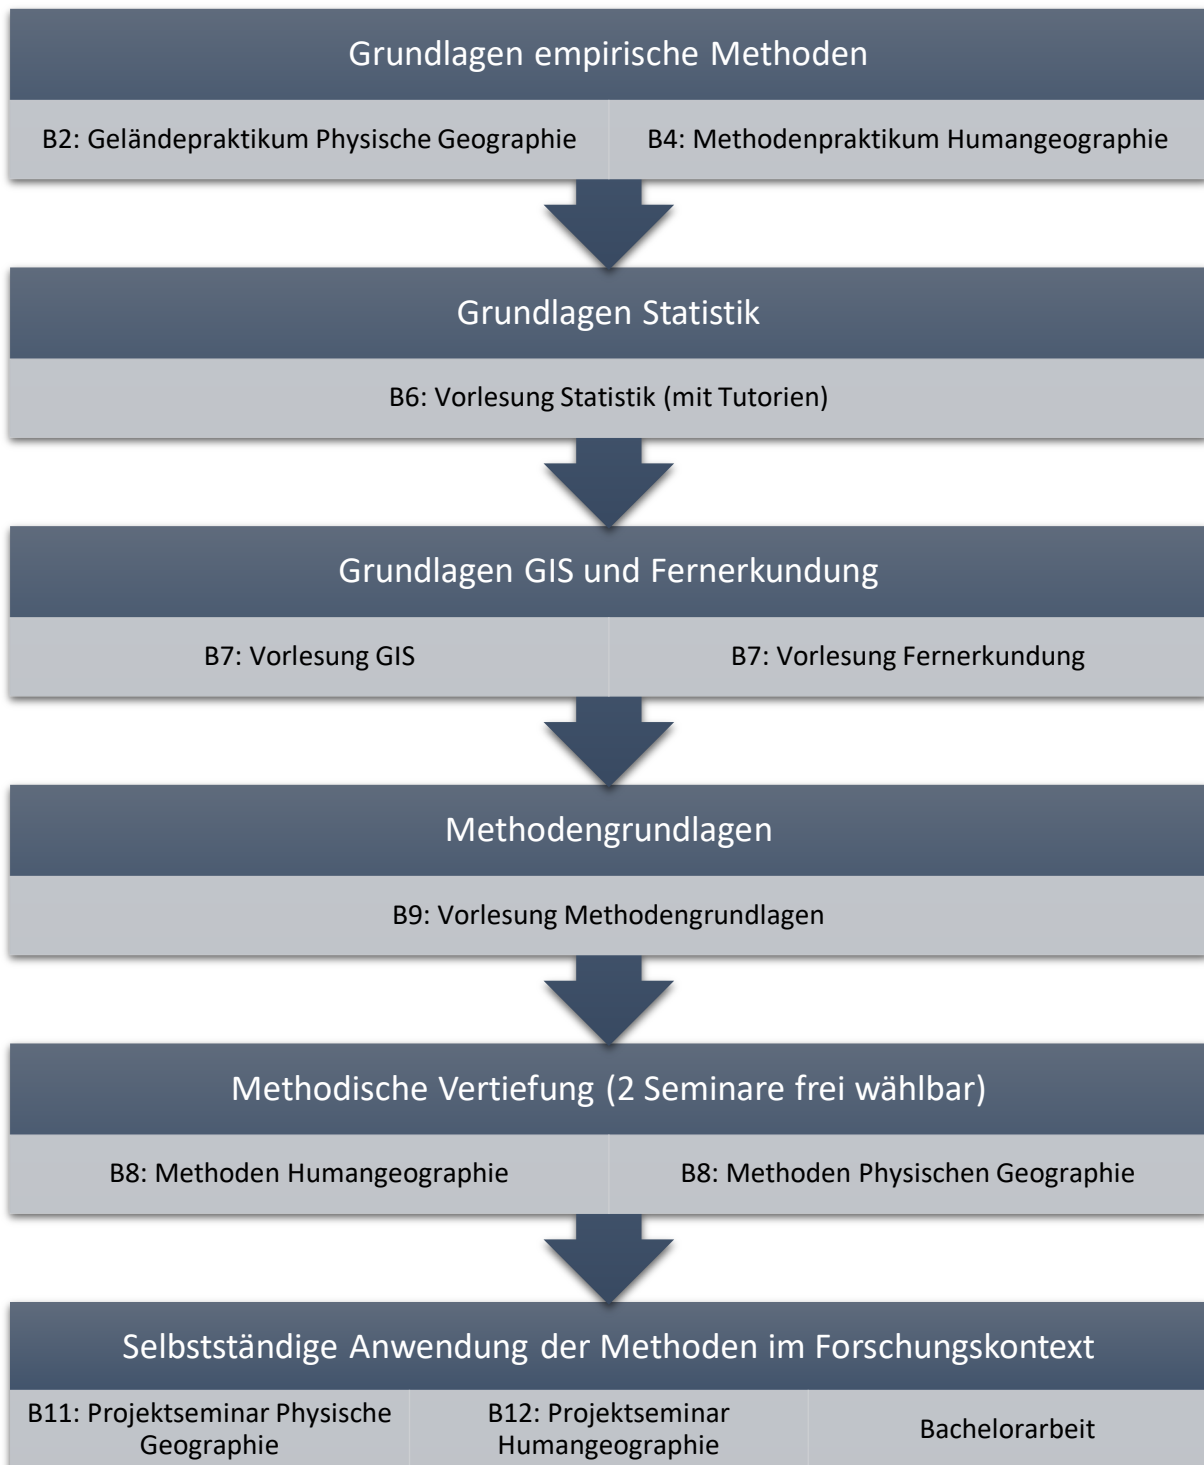 Grundlagen empirische Methoden
B2: Geländepraktikum Physische Geographie
B4: Methodenpraktikum Humangeographie
Grundlagen Statistik
B6: Vorlesung Statistik (mit Tutorien)
Grundlagen GIS und Fernerkundung
B7: Vorlesung GIS
B7: Vorlesung Fernerkundung
Methodengrundlagen
B9: Vorlesung Methodengrundlagen
Methodische Vertiefung (2 Seminare frei wählbar)
B8: Methoden Humangeographie
B8: Methoden Physischen Geographie
Selbstständige Anwendung der Methoden im Forschungskontext
B11: Projektseminar Physische
Geographie
B12: Projektseminar
Humangeographie
Bachelorarbeit